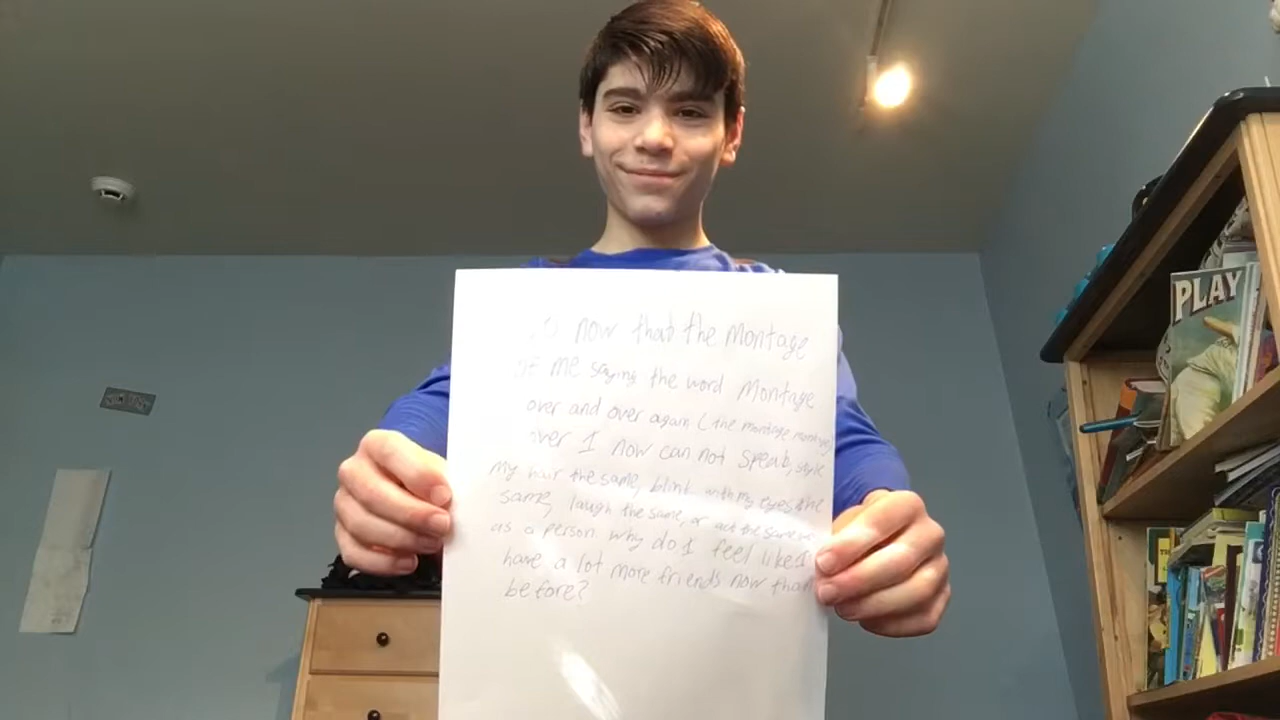 So now that the montage
of me saying the word Montage
over and over again (the montage montage)
over I now can not speak, style
My hair the same, blink with my eyes the
same, laugh the same, or act the same
as a person. why do I feel like I
have a lot more friends now than
before?
PLAY